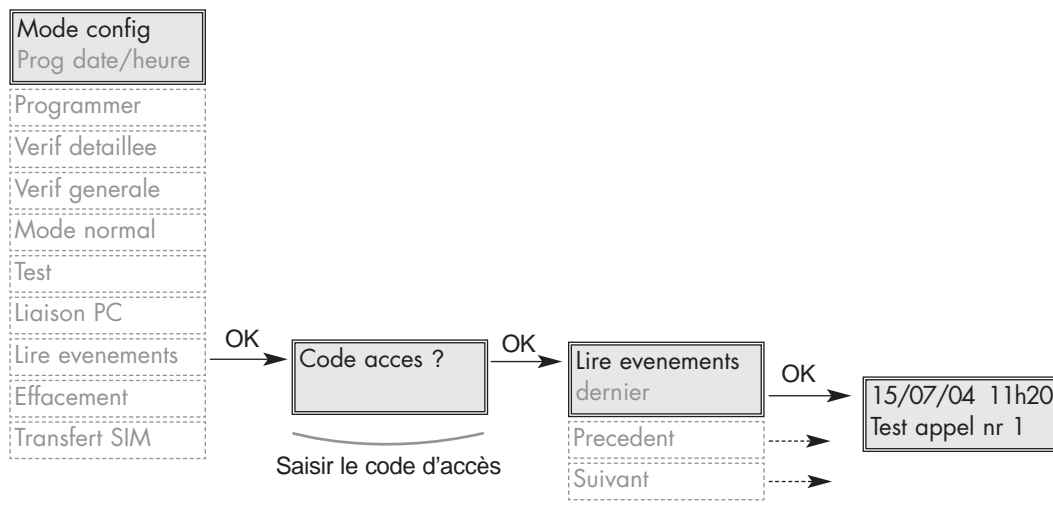 Mode config
Prog date/heure
Programmer
Verif detaillee
Verif generale
Mode normal
Test
Liaison PC
Lire evenements
Effacement
Transfert SIM
OK
Code acces ?
Saisir le code d'accès
OK
Lire evenements
dernier
Precedent
Suivant
OK
15/07/04 11h20
Test appel nr 1